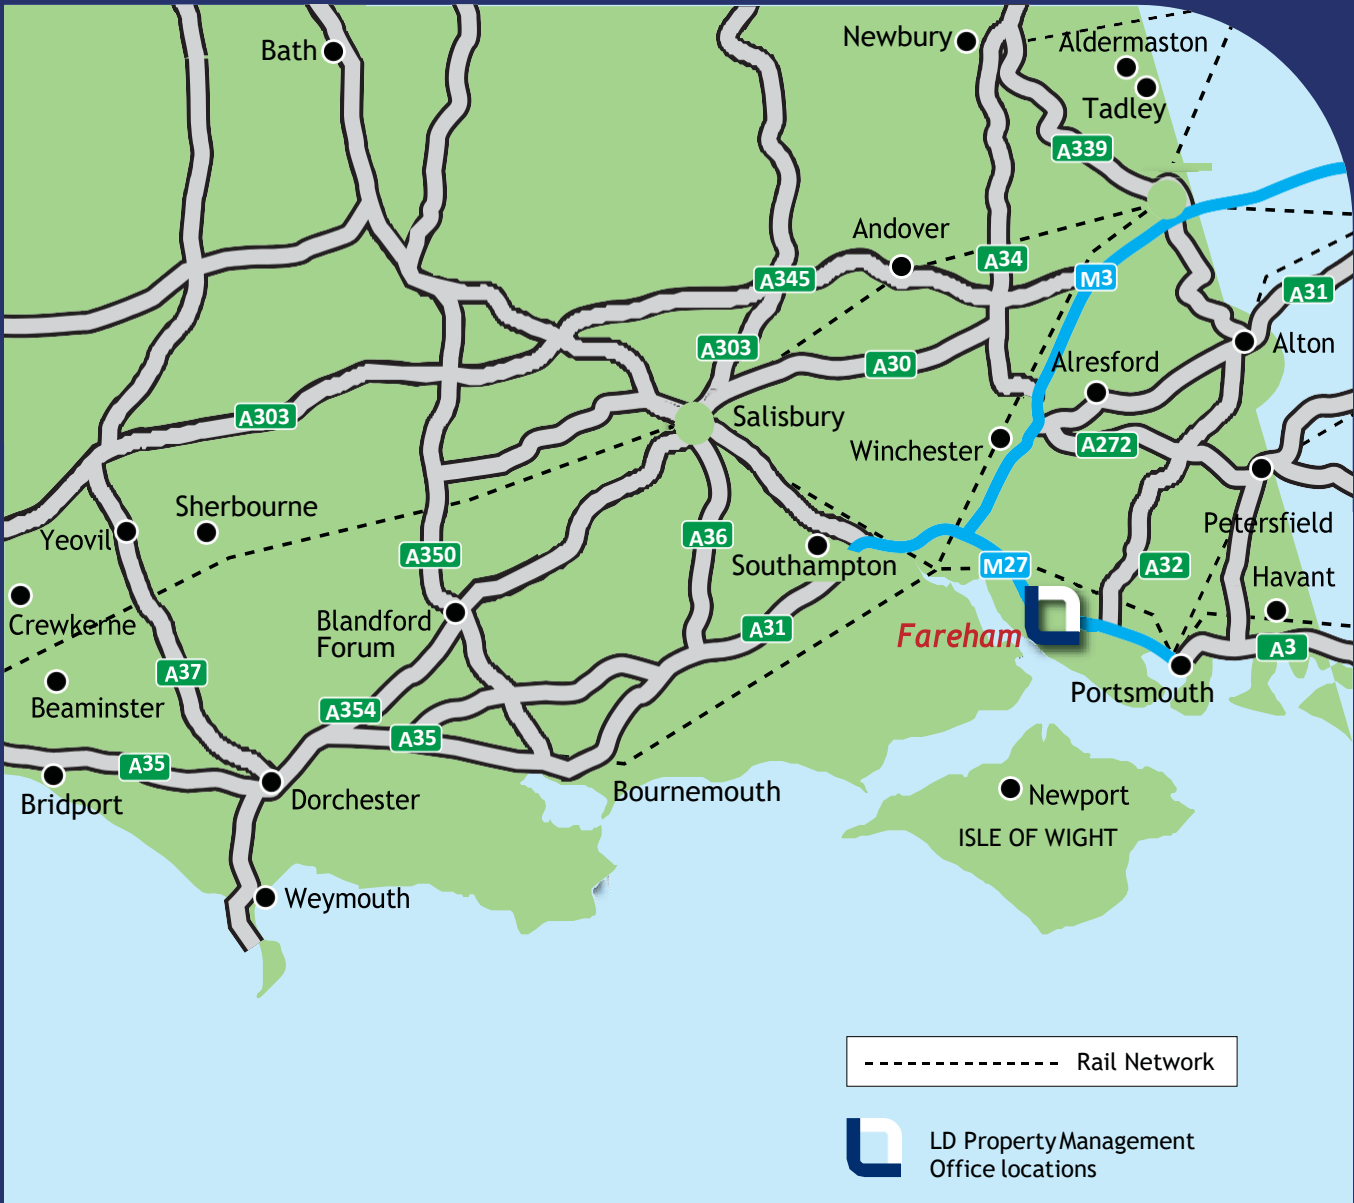 Bath
Newbury
Aldermaston
Tadley
A339
Andover
A34
A345
M3
A31
Alton
A303
A30
Alresford
A303
Salisbury
Winchester
A272
Sherbourne
Yeovil
A350
A36
Southampton
M27
A32
Petersfield
Havant
Crewkerne
Blandford
Forum
A31
Fareham
A3
A37
Beaminster
A354
A35
Portsmouth
A35
Bridport
Dorchester
Bournemouth
Newport
ISLE OF WIGHT
Weymouth
Rail Network
LD Property Management
Office locations